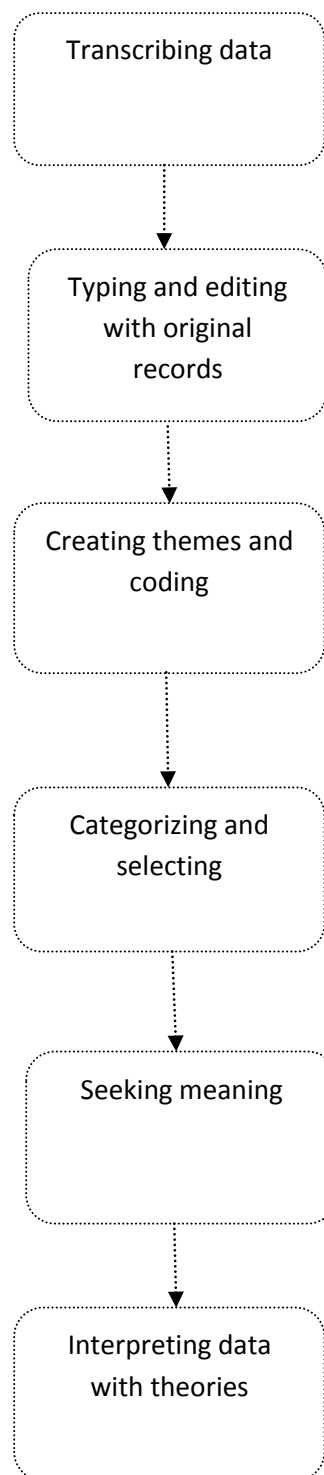 Transcribing data
Typing and editing
with original
records
Creating themes and
coding
Categorizing and
selecting
Seeking meaning
Interpreting data
with theories